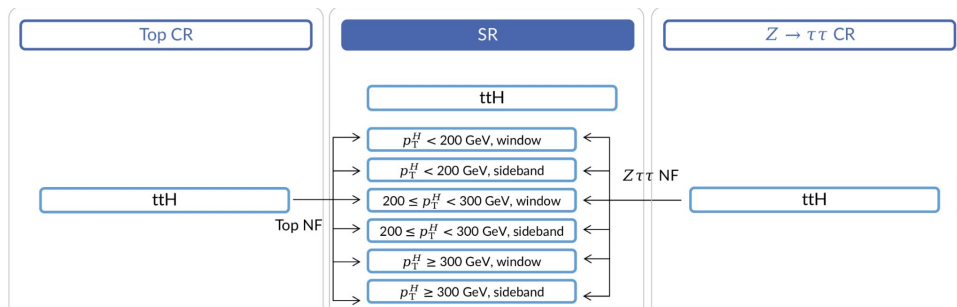 Top CR
SR
Z → ττ CR
ttH
p_T^H < 200 GeV, window
p_T^H < 200 GeV, sideband
Zττ NF
ttH
200 ≤ p_T^H < 300 GeV, window
ttH
Top NF
200 ≤ p_T^H < 300 GeV, sideband
p_T^H ≥ 300 GeV, window
p_T^H ≥ 300 GeV, sideband